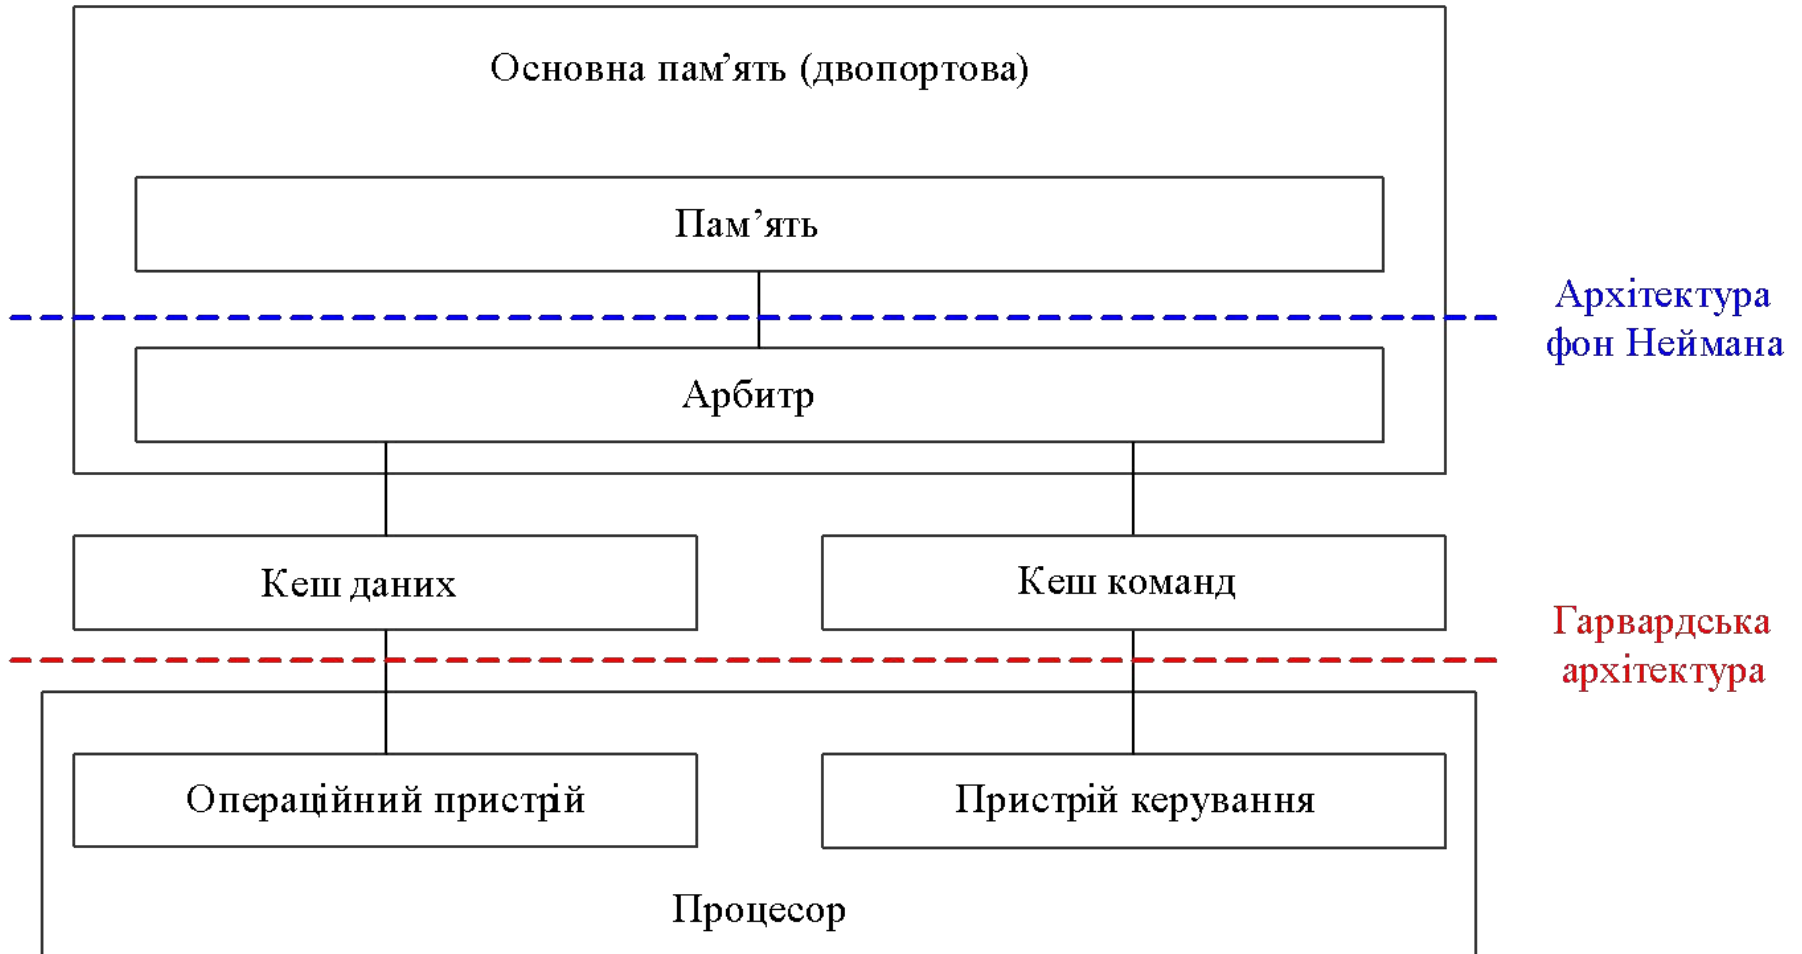 Основна пам’ять (двопортова)
Пам’ять
Архітектура
фон Неймана
Арбитр
Кеш даних
Кеш команд
Гарвардська
архітектура
Операційний пристрій
Пристрій керування
Процесор